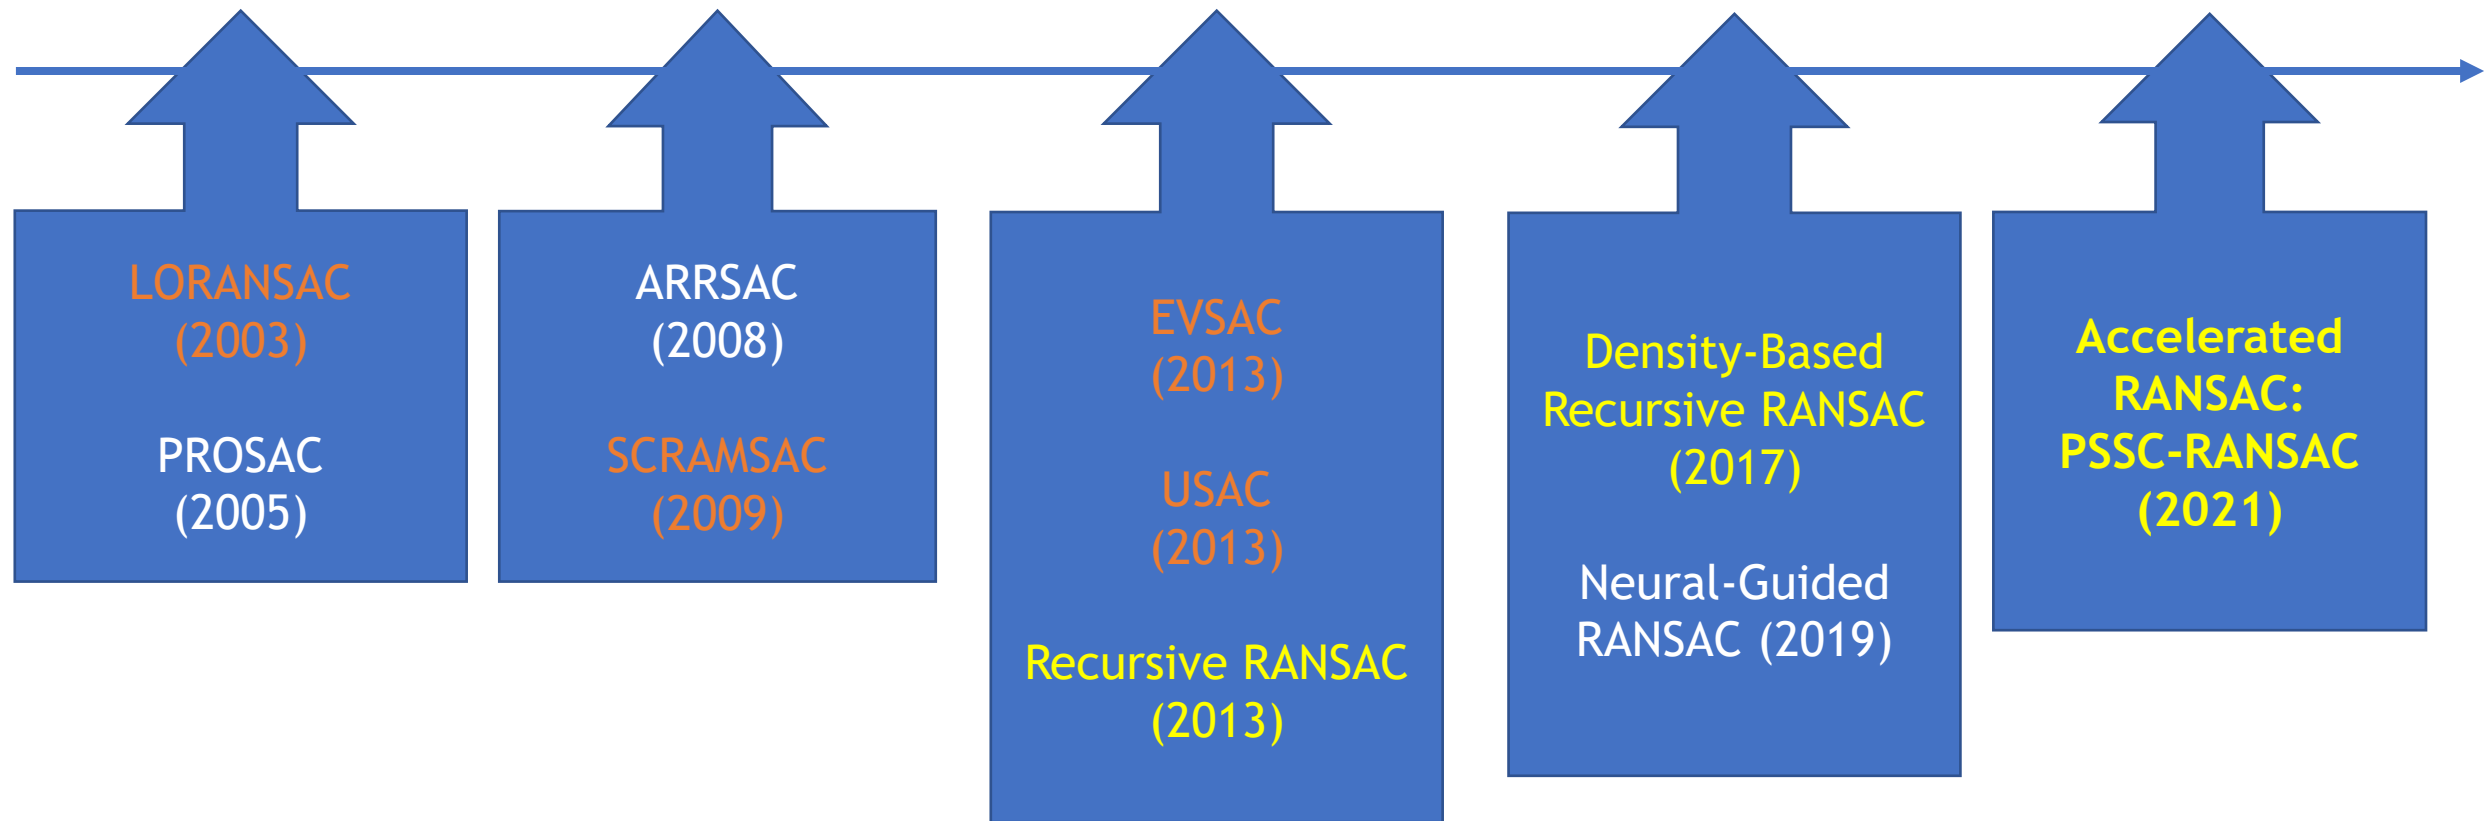 LORANSAC
(2003)
PROSAC
(2005)
ARRSAC
(2008)
SCRAMSAC
(2009)
EVSAC
(2013)
USAC
(2013)
Recursive RANSAC
(2013)
Density-Based
Recursive RANSAC
(2017)
Neural-Guided
RANSAC (2019)
Accelerated
RANSAC:
PSSC-RANSAC
(2021)